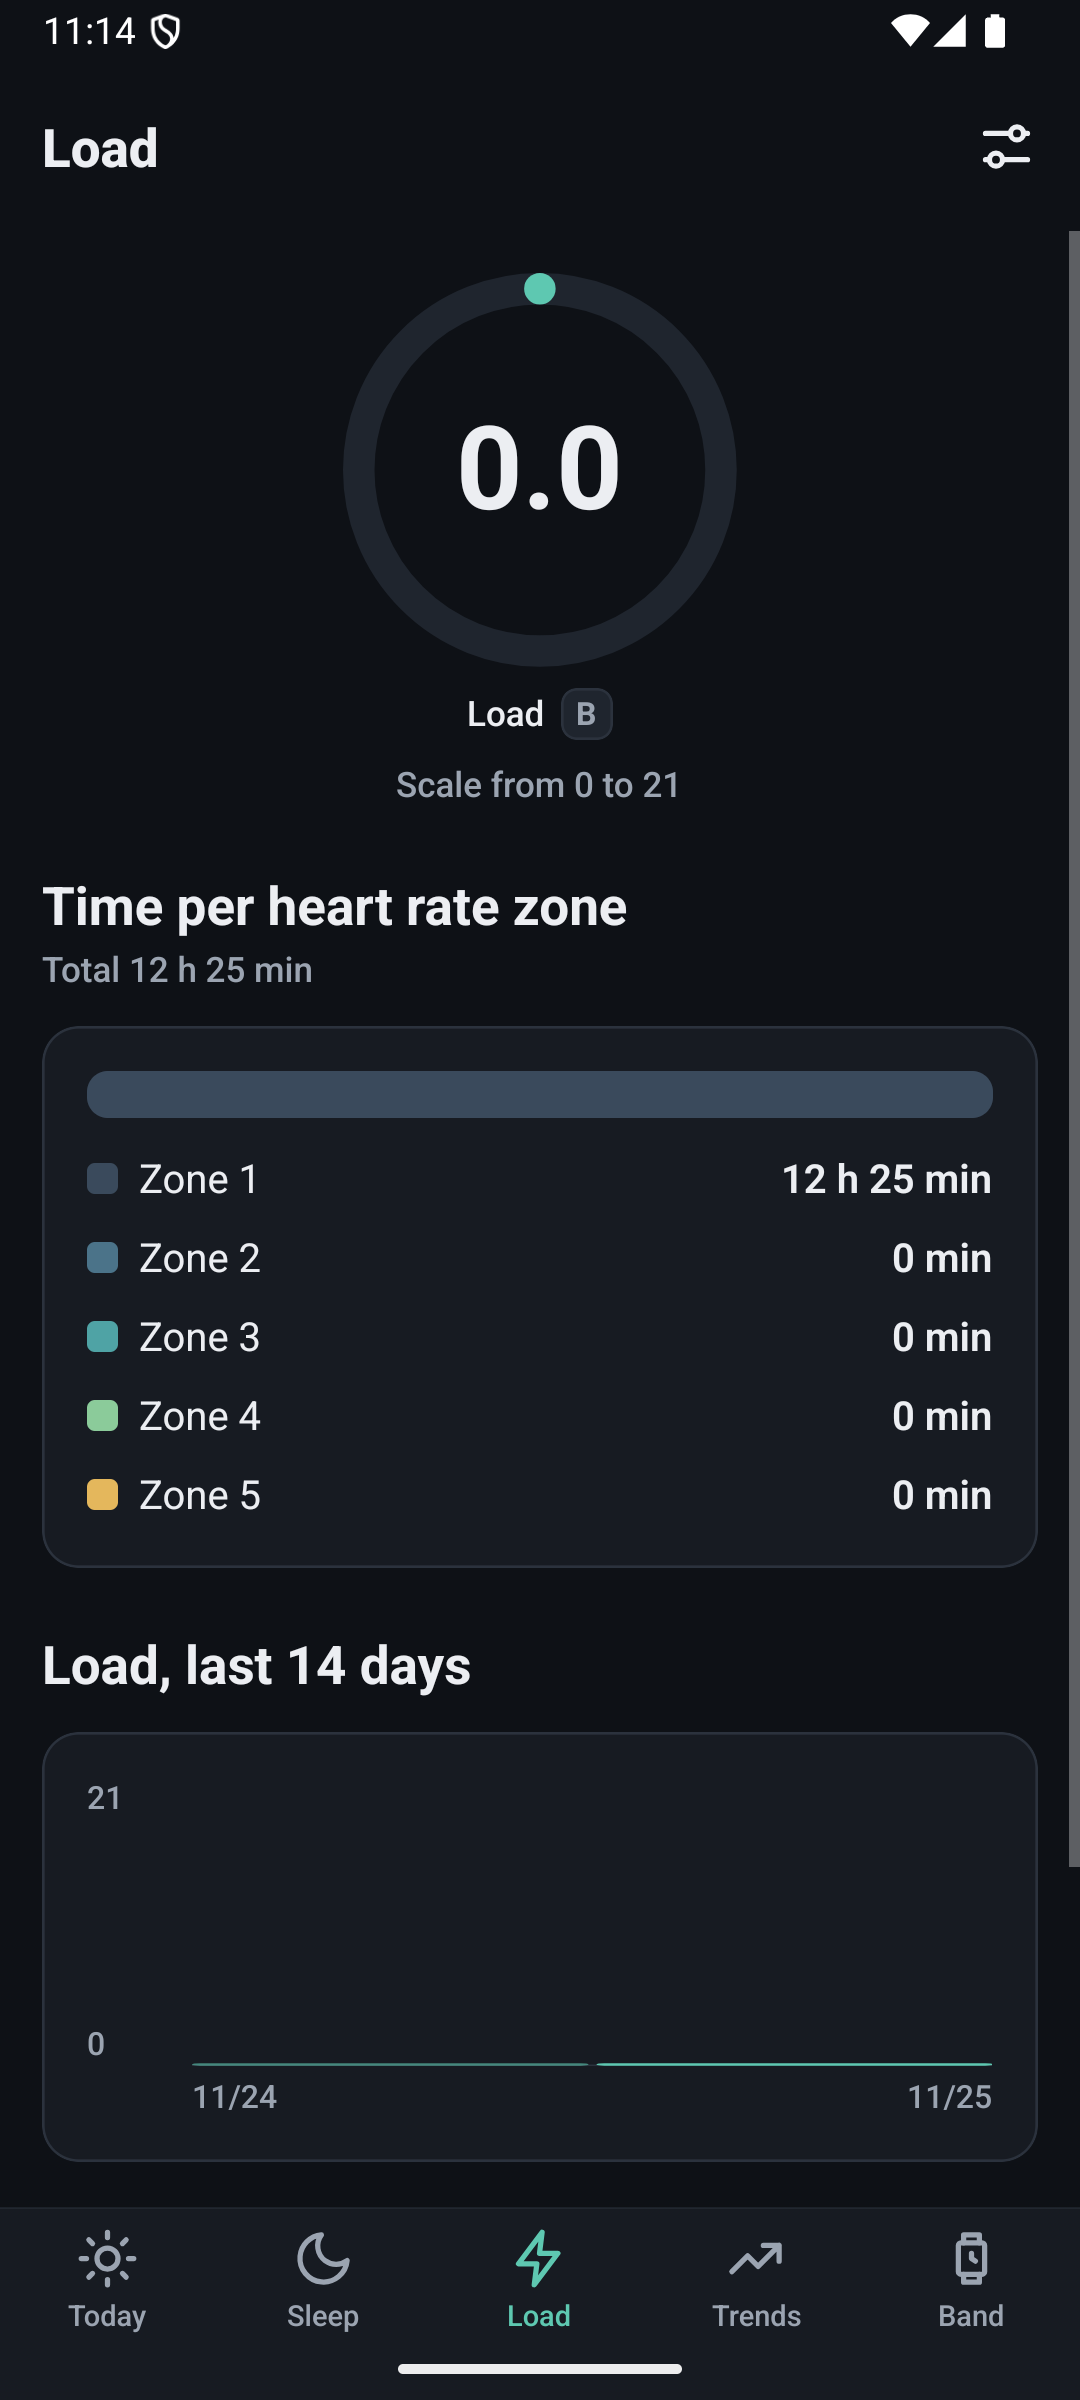 11:14
Load
0.0
Load B
Scale from 0 to 21
Time per heart rate zone
Total 12 h 25 min
Zone 1 12 h 25 min
Zone 2 0 min
Zone 3 0 min
Zone 4 0 min
Zone 5 0 min
Load, last 14 days
21
0
11/24 11/25
Today Sleep Load Trends Band